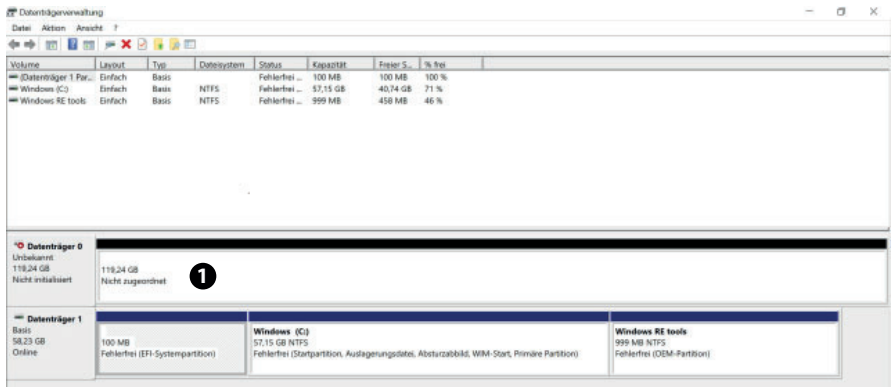 Datenträgerverwaltung
Datei Aktion Ansicht ?
Volume Layout Typ Dateisystem Status Kapazität Freier S... % frei
(Datenträger 1 Par... Einfach Basis Fehlerfrei ... 100 MB 100 MB 100 %
Windows (C:) Einfach Basis NTFS Fehlerfrei ... 57,15 GB 40,74 GB 71 %
Windows RE tools Einfach Basis NTFS Fehlerfrei ... 999 MB 458 MB 46 %
Datenträger 0
Unbekannt
119,24 GB
Nicht initialisiert
119,24 GB
Nicht zugeordnet
1
Datenträger 1
Basis
58,23 GB
Online
100 MB
Fehlerfrei (EFI-Systempartition)
Windows (C:)
57,15 GB NTFS
Fehlerfrei (Startpartition, Auslagerungsdatei, Absturzabbild, WIM-Start, Primäre Partition)
Windows RE tools
999 MB NTFS
Fehlerfrei (OEM-Partition)